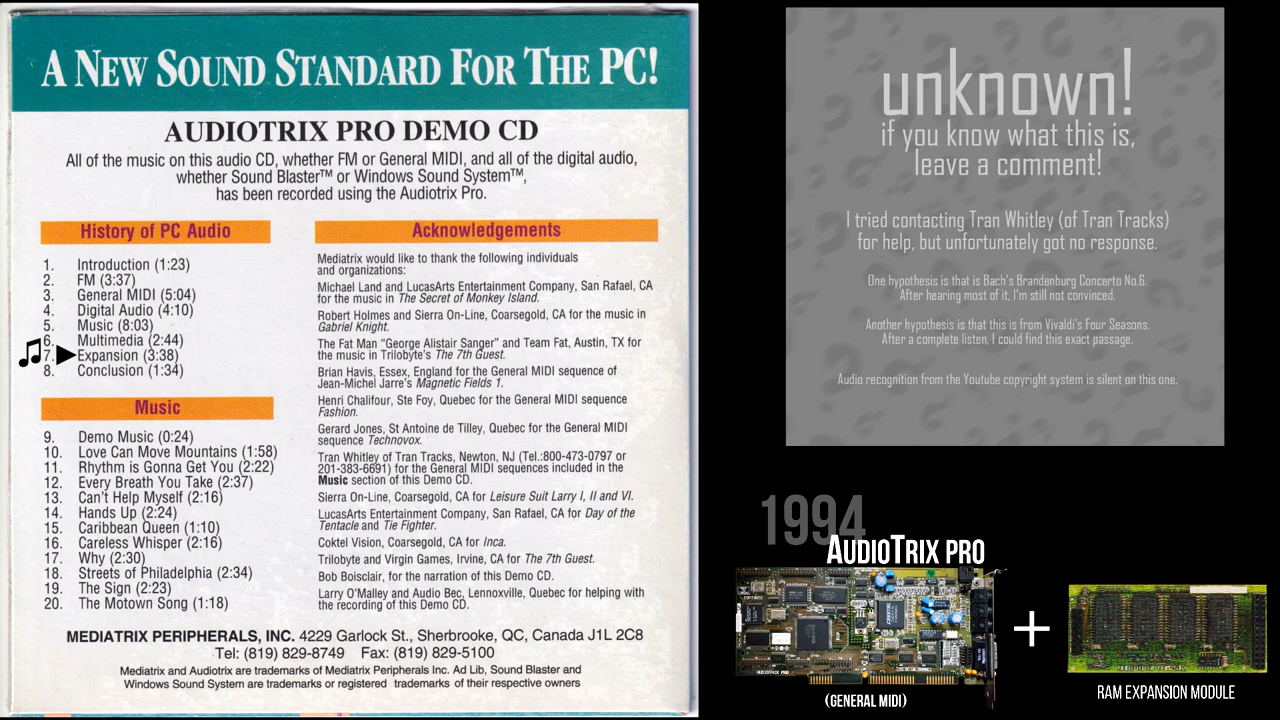 A NEW SOUND STANDARD FOR THE PC!
AUDIOTRIX PRO DEMO CD
All of the music on this audio CD, whether FM or General MIDI, and all of the digital audio,
whether Sound Blaster™ or Windows Sound System™,
has been recorded using the Audiotrix Pro.
History of PC Audio
1. Introduction (1:23)
2. FM (3:37)
3. General MIDI (5:04)
4. Digital Audio (4:10)
5. Music (8:03)
6. Multimedia (2:44)
7. Expansion (3:38)
8. Conclusion (1:34)
Music
9. Demo Music (0:24)
10. Love Can Move Mountains (1:58)
11. Rhythm is Gonna Get You (2:22)
12. Every Breath You Take (2:37)
13. Can't Help Myself (2:16)
14. Hands Up (2:24)
15. Caribbean Queen (1:10)
16. Careless Whisper (2:16)
17. Why (2:30)
18. Streets of Philadelphia (2:34)
19. The Sign (2:23)
20. The Motown Song (1:18)
Acknowledgements
Mediatrix would like to thank the following individuals
and organizations:
Michael Land and LucasArts Entertainment Company, San Rafael, CA
for the music in The Secret of Monkey Island.
Robert Holmes and Sierra On-Line, Coarsegold, CA for the music in
Gabriel Knight.
The Fat Man "George Alistair Sanger" and Team Fat, Austin, TX for
the music in Trilobyte's The 7th Guest.
Brian Havis, Essex, England for the General MIDI sequence of
Jean-Michel Jarre's Magnetic Fields 1.
Henri Chalifour, Ste Foy, Quebec for the General MIDI sequence
Fashion.
Gerard Jones, St Antoine de Tilley, Quebec for the General MIDI
sequence Technovox.
Tran Whitley of Tran Tracks, Newton, NJ (Tel.:800-473-0797 or
201-383-6691) for the General MIDI sequences included in the
Music section of this Demo CD.
Sierra On-Line, Coarsegold, CA for Leisure Suit Larry I, II and VI.
LucasArts Entertainment Company, San Rafael, CA for Day of the
Tentacle and Tie Fighter.
Coktel Vision, Coarsegold, CA for Inca.
Trilobyte and Virgin Games, Irvine, CA for The 7th Guest.
Bob Boisclair, for the narration of this Demo CD.
Larry O'Malley and Audio Bec, Lennoxville, Quebec for helping with
the recording of this Demo CD.
MEDIATRIX PERIPHERALS, INC. 4229 Garlock St., Sherbrooke, QC, Canada J1L 2C8
Tel: (819) 829-8749 Fax: (819) 829-5100
Mediatrix and Audiotrix are trademarks of Mediatrix Peripherals Inc. Ad Lib, Sound Blaster and
Windows Sound System are trademarks or registered trademarks of their respective owners
unknown!
if you know what this is,
leave a comment!
I tried contacting Tran Whitley (of Tran Tracks)
for help, but unfortunately got no response.
One hypothesis is that is Bach's Brandenburg Concerto No.6.
After hearing most of it, I'm still not convinced.
Another hypothesis is that this is from Vivaldi's Four Seasons.
After a complete listen, I could find this exact passage.
Audio recognition from the Youtube copyright system is silent on this one.
1994
AUDIOTRIX PRO
AUDIOTRIX PRO
(GENERAL MIDI)
+
RAM EXPANSION MODULE